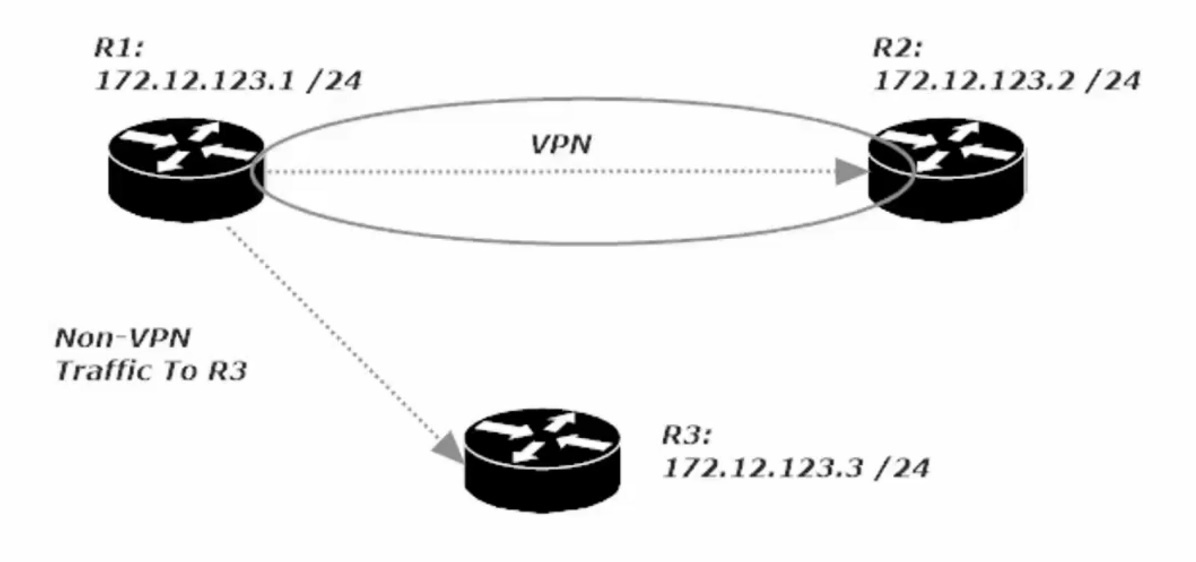 R1:
172.12.123.1 /24
R2:
172.12.123.2 /24
VPN
Non-VPN
Traffic To R3
R3:
172.12.123.3 /24